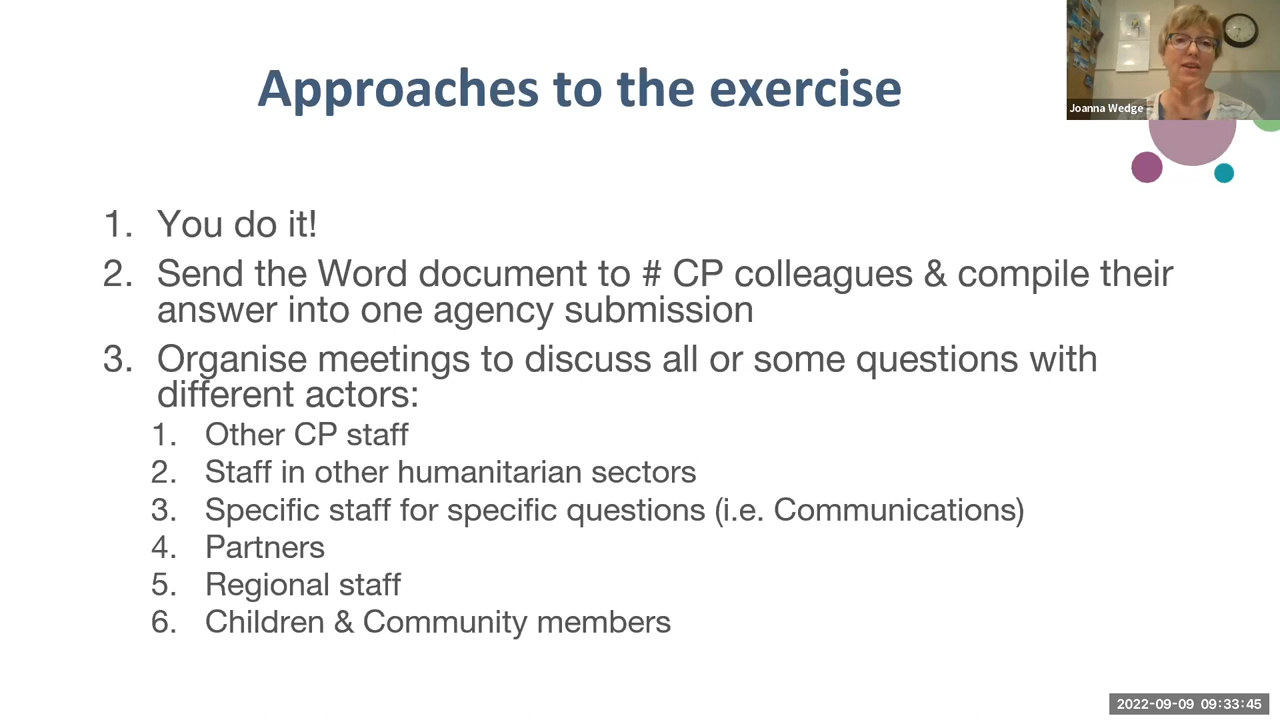 Approaches to the exercise
Joanna Wedge
1. You do it!
2. Send the Word document to # CP colleagues & compile their
answer into one agency submission
3. Organise meetings to discuss all or some questions with
different actors:
1. Other CP staff
2. Staff in other humanitarian sectors
3. Specific staff for specific questions (i.e. Communications)
4. Partners
5. Regional staff
6. Children & Community members
2022-09-09 09:33:45